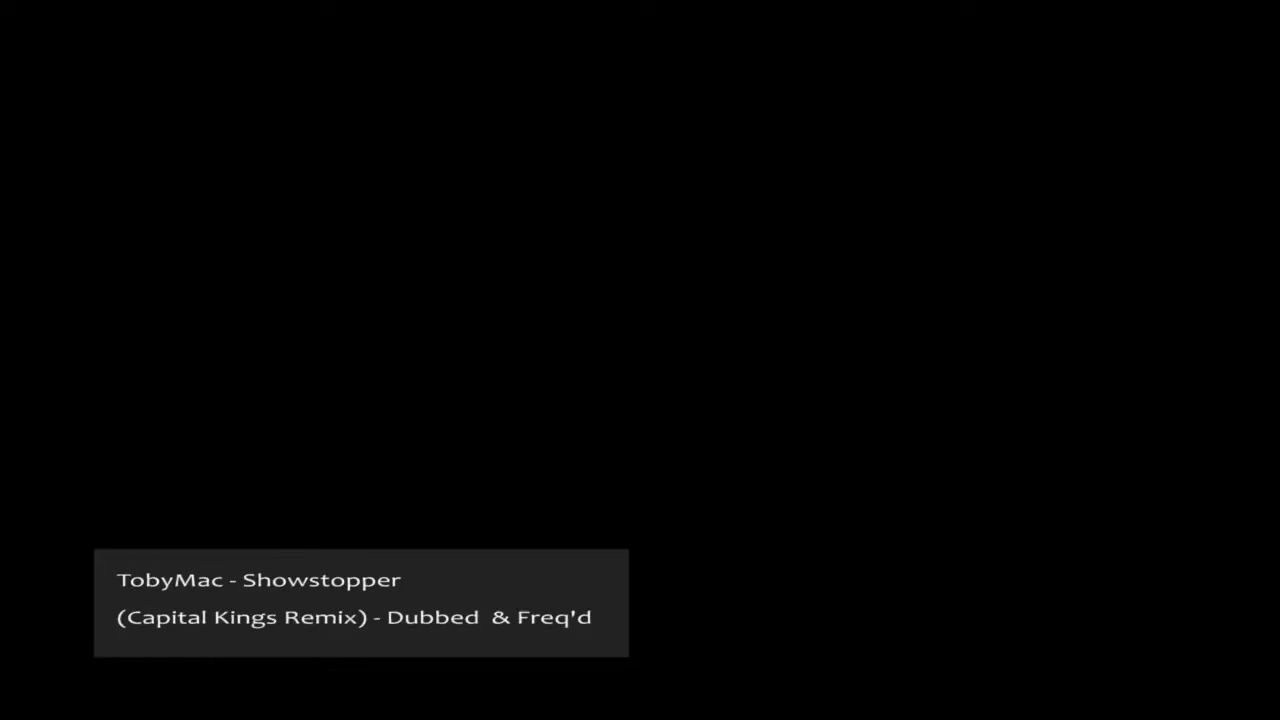 TobyMac - Showstopper
(Capital Kings Remix) - Dubbed  & Freq'd